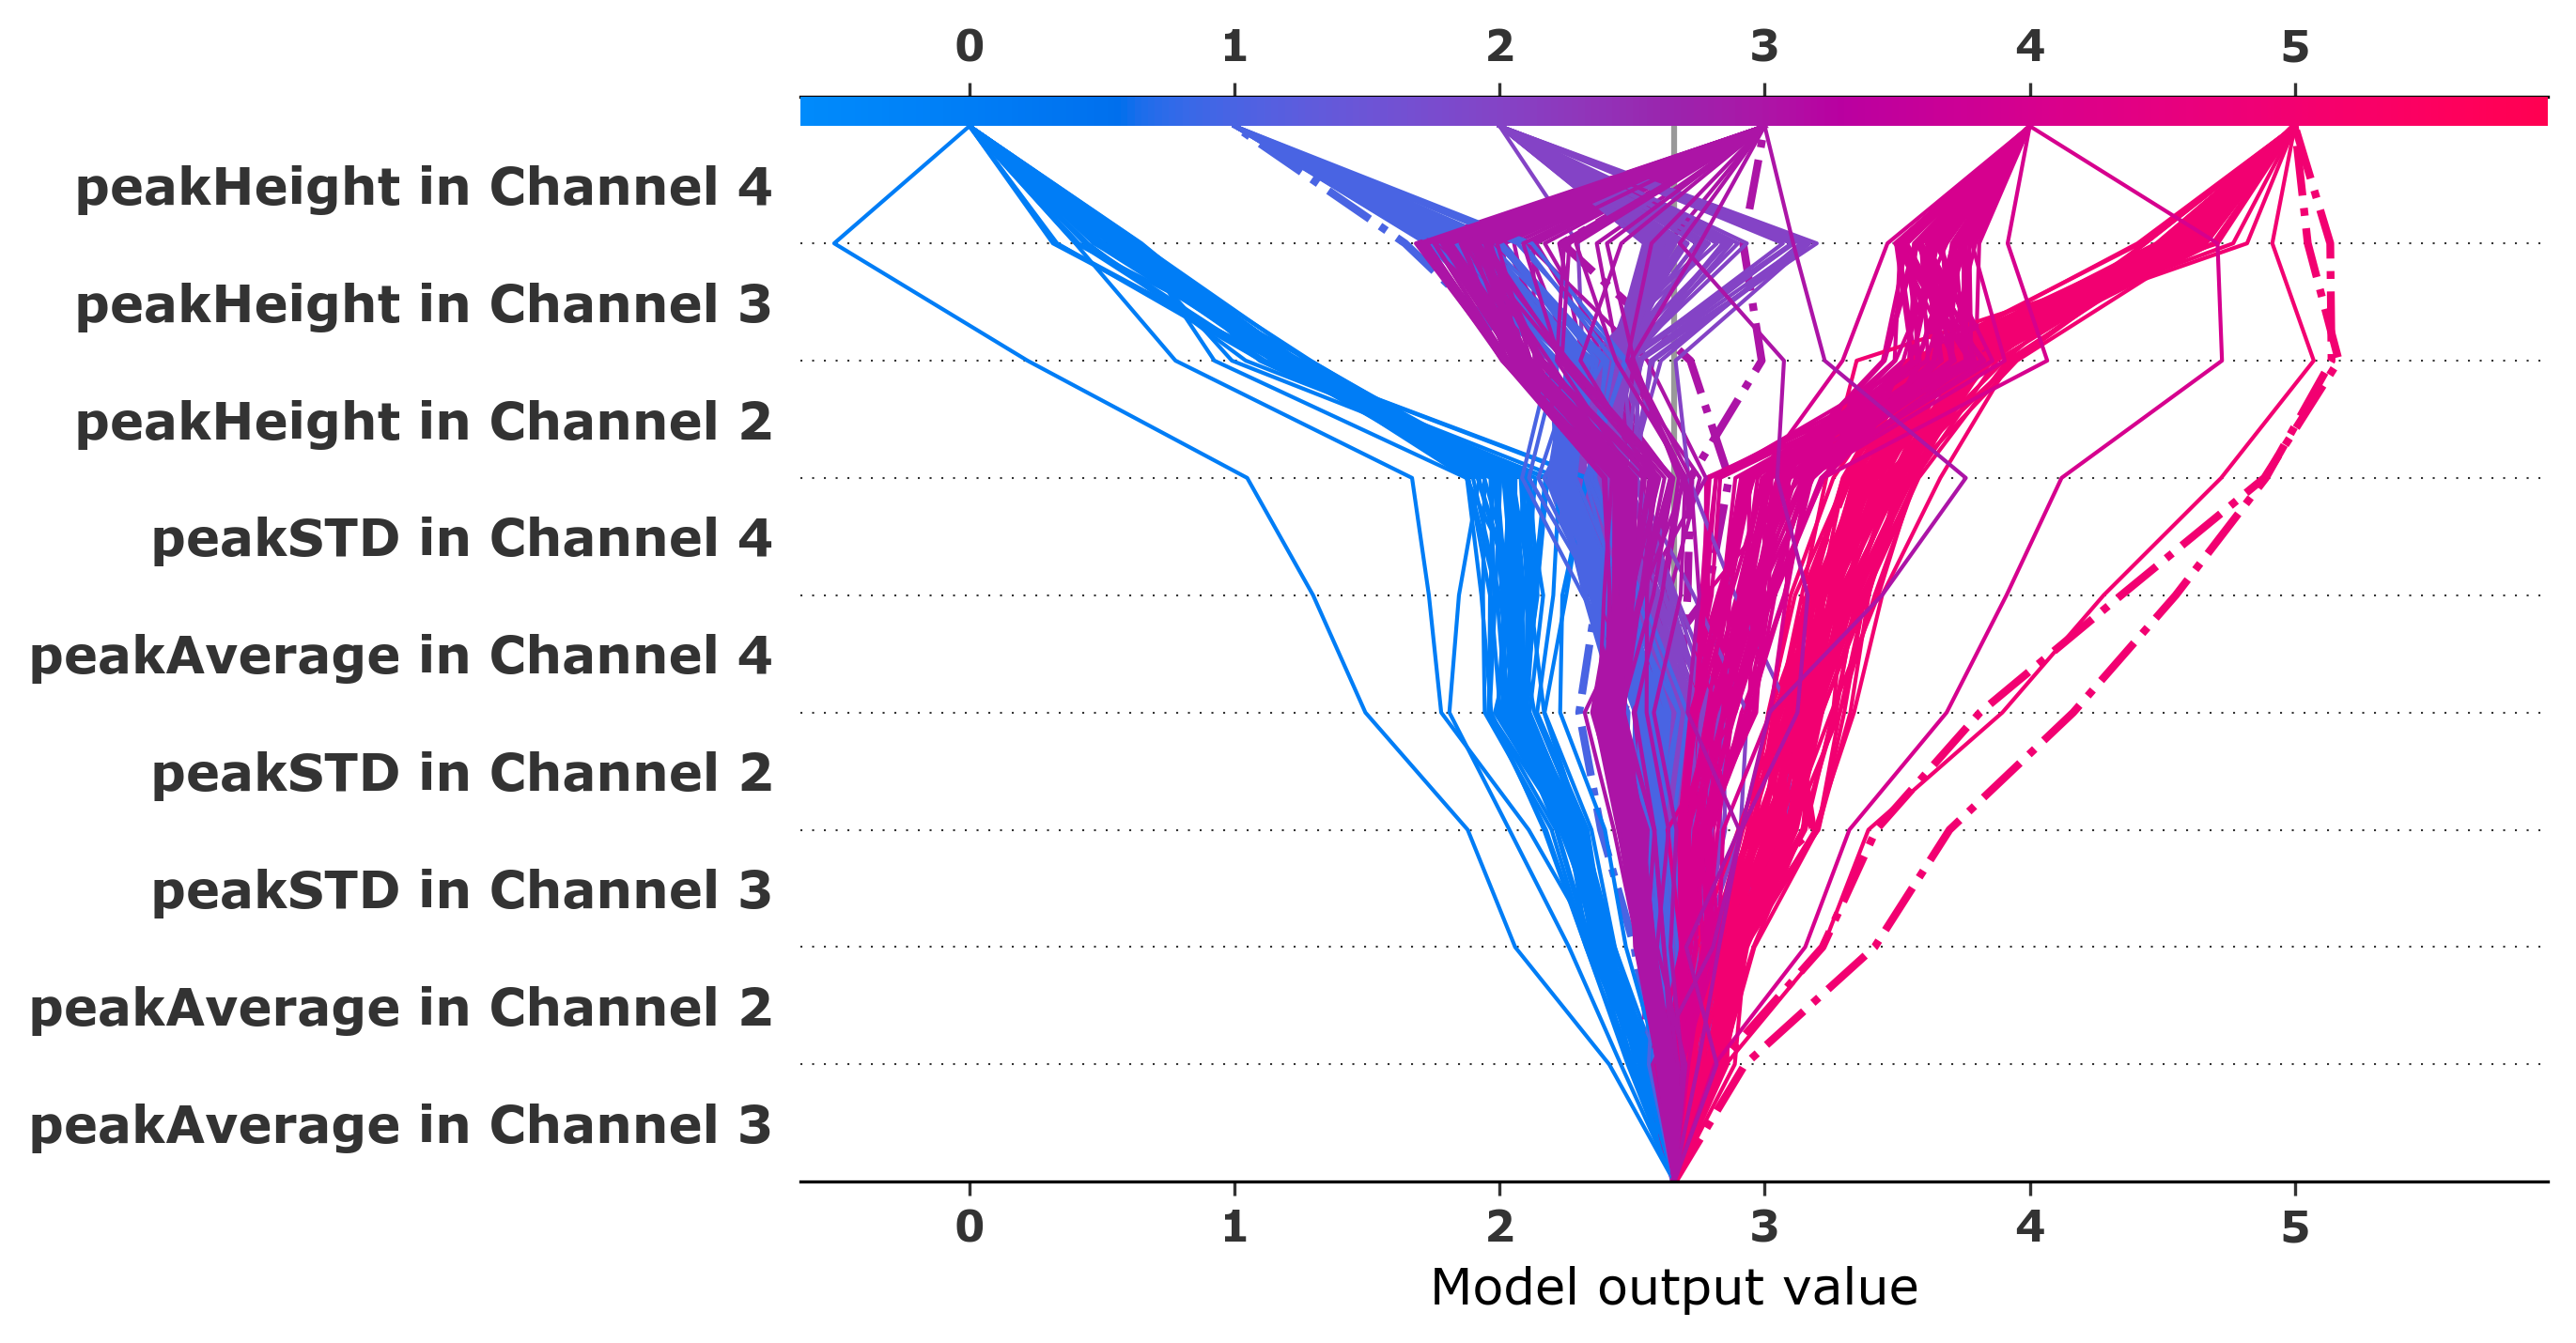 0 1 2 3 4 5
peakHeight in Channel 4
peakHeight in Channel 3
peakHeight in Channel 2
peakSTD in Channel 4
peakAverage in Channel 4
peakSTD in Channel 2
peakSTD in Channel 3
peakAverage in Channel 2
peakAverage in Channel 3
0 1 2 3 4 5
Model output value